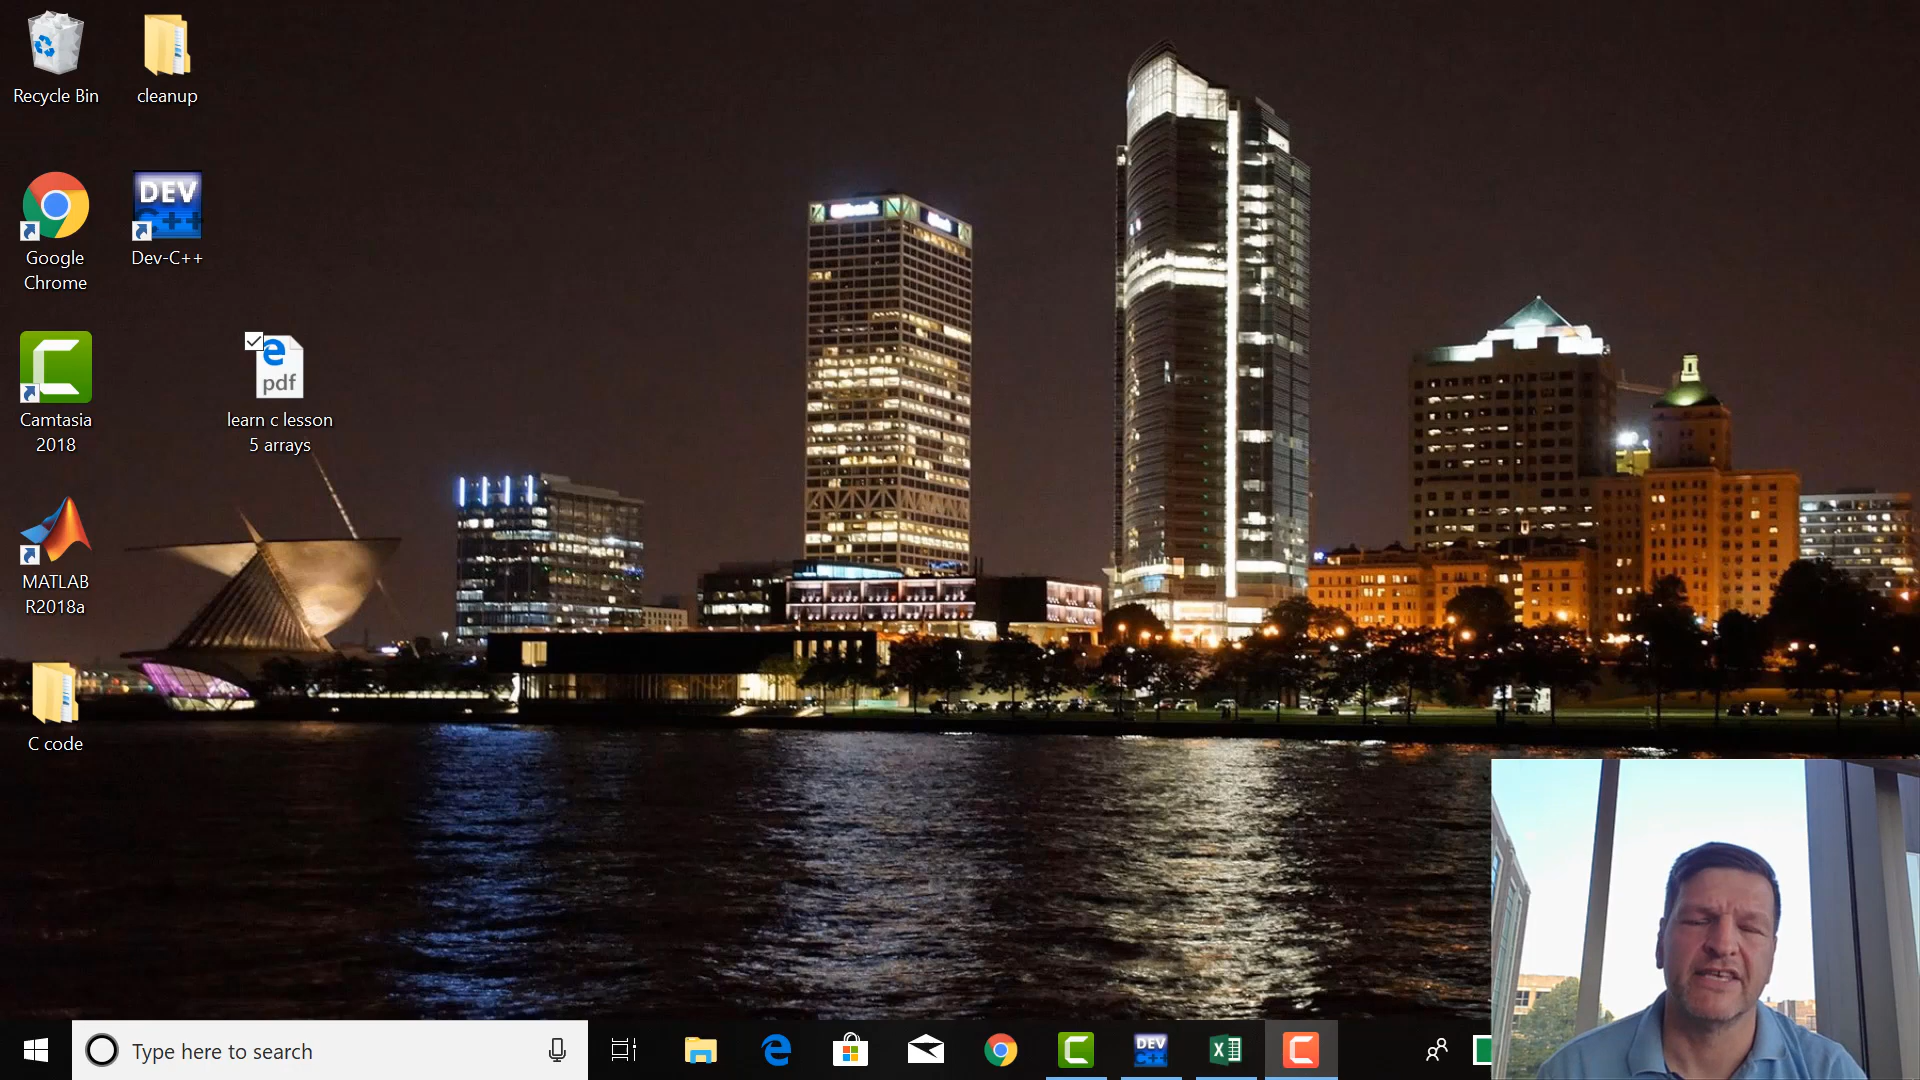 Recycle Bin
cleanup
DEV
C++
Google
Chrome
Dev-C++
pdf
Camtasia
2018
learn c lesson
5 arrays
MATLAB
R2018a
C code
Type here to search
DEV
C++